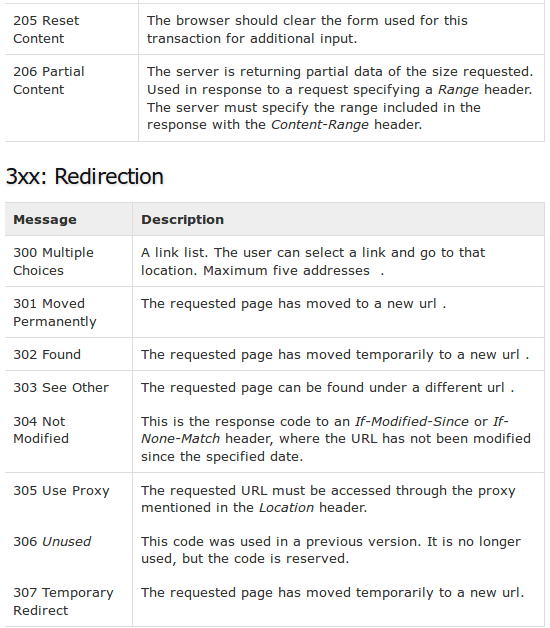 205 Reset
Content
The browser should clear the form used for this
transaction for additional input.
206 Partial
Content
The server is returning partial data of the size requested.
Used in response to a request specifying a Range header.
The server must specify the range included in the
response with the Content-Range header.
3xx: Redirection
Message
Description
300 Multiple
Choices
A link list. The user can select a link and go to that
location. Maximum five addresses  .
301 Moved
Permanently
The requested page has moved to a new url .
302 Found
The requested page has moved temporarily to a new url .
303 See Other
The requested page can be found under a different url .
304 Not
Modified
This is the response code to an If-Modified-Since or If-
None-Match header, where the URL has not been modified
since the specified date.
305 Use Proxy
The requested URL must be accessed through the proxy
mentioned in the Location header.
306 Unused
This code was used in a previous version. It is no longer
used, but the code is reserved.
307 Temporary
Redirect
The requested page has moved temporarily to a new url.